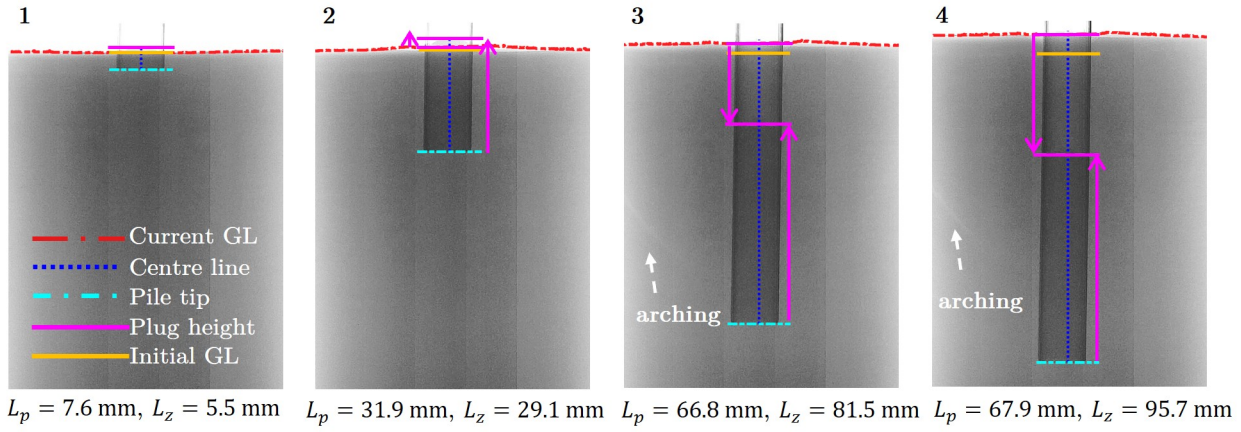 1
2
3
4
Current GL
Centre line
Pile tip
Plug height
Initial GL
arching
arching
L_p = 7.6 mm, L_z = 5.5 mm
L_p = 31.9 mm, L_z = 29.1 mm
L_p = 66.8 mm, L_z = 81.5 mm
L_p = 67.9 mm, L_z = 95.7 mm